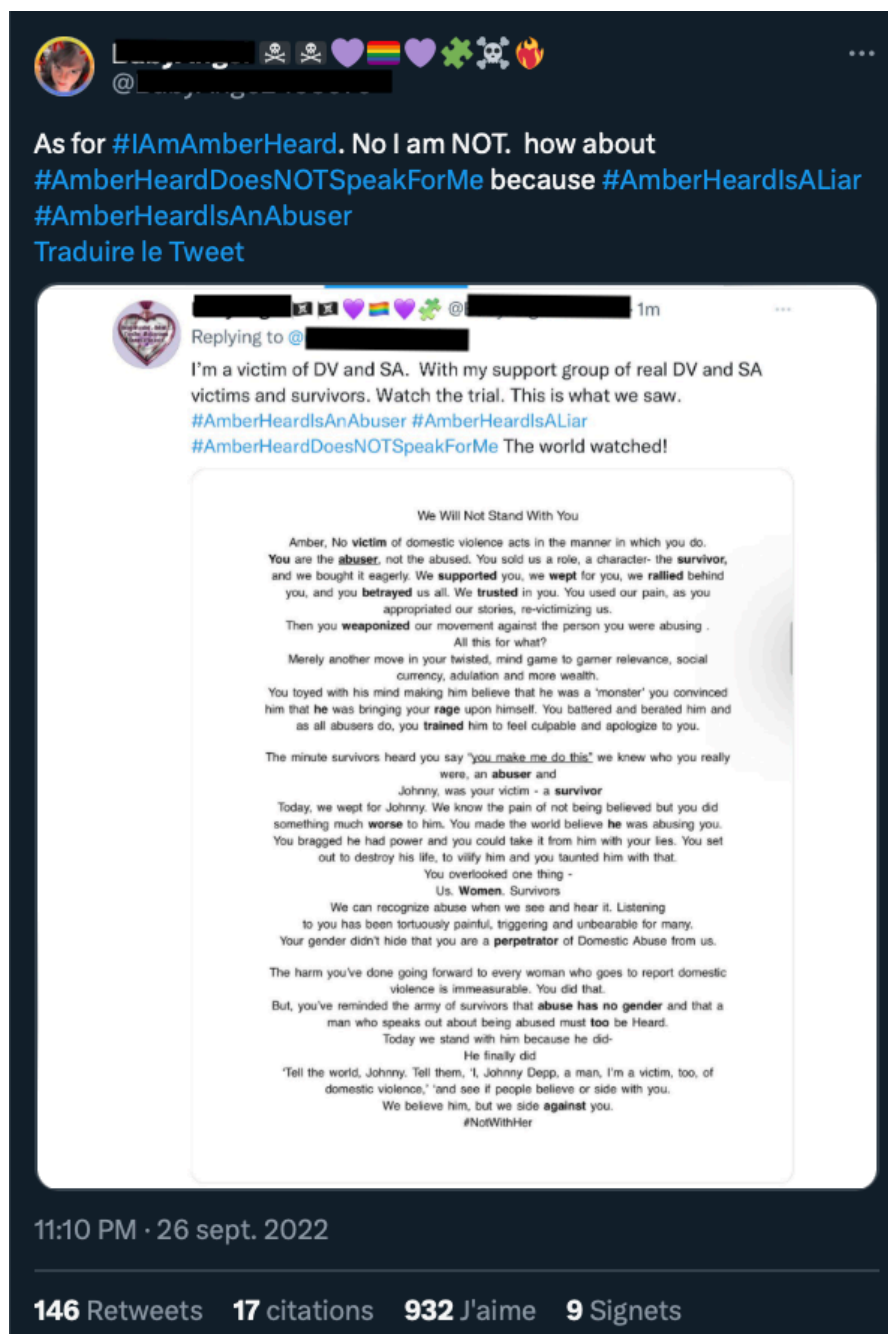 @
As for #IAmAmberHeard. No I am NOT.  how about
#AmberHeardDoesNOTSpeakForMe because #AmberHeardIsALiar
#AmberHeardIsAnAbuser
Traduire le Tweet
@ 1m
Replying to @
I'm a victim of DV and SA.  With my support group of real DV and SA
victims and survivors. Watch the trial. This is what we saw.
#AmberHeardIsAnAbuser #AmberHeardIsALiar
#AmberHeardDoesNOTSpeakForMe The world watched!
We Will Not Stand With You
Amber, No victim of domestic violence acts in the manner in which you do.
You are the abuser, not the abused. You sold us a role, a character- the survivor,
and we bought it eagerly. We supported you, we wept for you, we rallied behind
you, and you betrayed us all. We trusted in you. You used our pain, as you
appropriated our stories, re-victimizing us.
Then you weaponized our movement against the person you were abusing .
All this for what?
Merely another move in your twisted, mind game to garner relevance, social
currency, adulation and more wealth.
You toyed with his mind making him believe that he was a 'monster' you convinced
him that he was bringing your rage upon himself. You battered and berated him and
as all abusers do, you trained him to feel culpable and apologize to you.
The minute survivors heard you say "you make me do this" we knew who you really
were, an abuser and
Johnny, was your victim - a survivor
Today, we wept for Johnny. We know the pain of not being believed but you did
something much worse to him. You made the world believe he was abusing you.
You bragged he had power and you could take it from him with your lies. You set
out to destroy his life, to vilify him and you taunted him with that.
You overlooked one thing -
Us. Women. Survivors
We can recognize abuse when we see and hear it. Listening
to you has been tortuously painful, triggering and unbearable for many.
Your gender didn't hide that you are a perpetrator of Domestic Abuse from us.
The harm you've done going forward to every woman who goes to report domestic
violence is immeasurable. You did that.
But, you've reminded the army of survivors that abuse has no gender and that a
man who speaks out about being abused must too be Heard.
Today we stand with him because he did-
He finally did
'Tell the world, Johnny. Tell them, 'I, Johnny Depp, a man, I'm a victim, too, of
domestic violence,' 'and see if people believe or side with you.
We believe him, but we side against you.
#NotWithHer
11:10 PM · 26 sept. 2022
146 Retweets 17 citations 932 J'aime 9 Signets